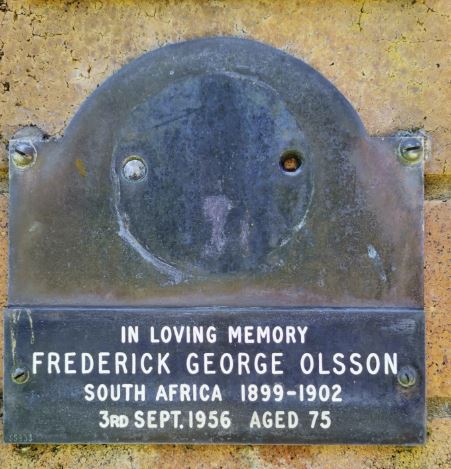 IN LOVING MEMORY
FREDERICK GEORGE OLSSON
SOUTH AFRICA 1899-1902
3RD SEPT. 1956 AGED 75